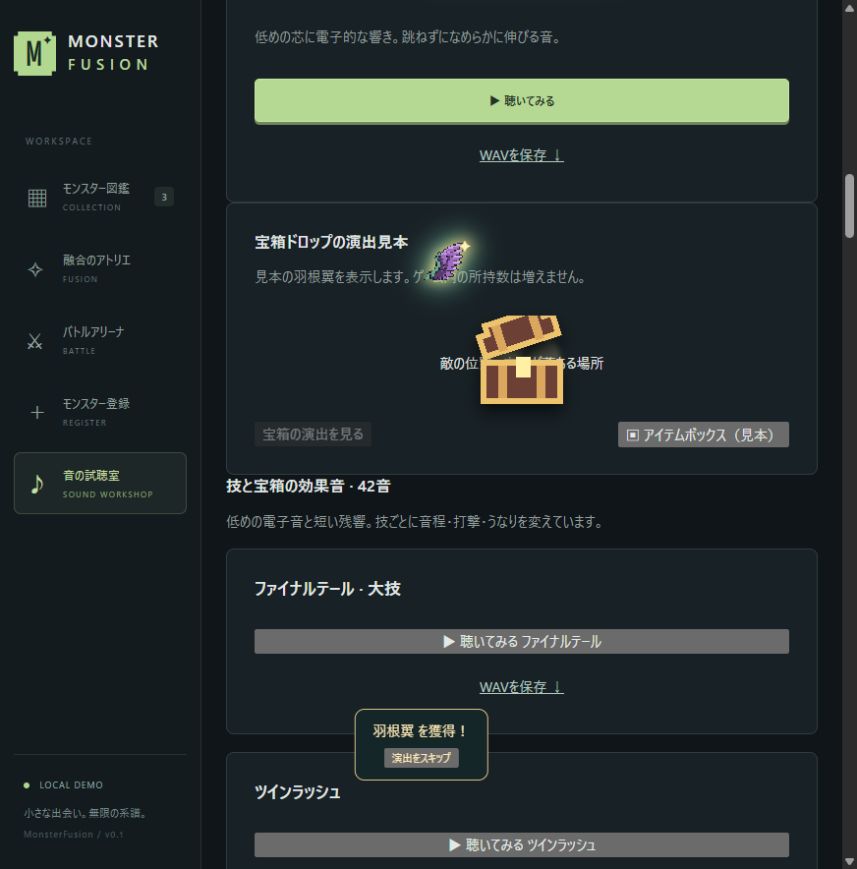 MONSTER
FUSION
WORKSPACE
モンスター図鑑
COLLECTION
3
融合のアトリエ
FUSION
バトルアリーナ
BATTLE
モンスター登録
REGISTER
音の試聴室
SOUND WORKSHOP
LOCAL DEMO
小さな出会い。無限の系譜。
MonsterFusion / v0.1
低めの芯に電子的な響き。跳ねずになめらかに伸びる音。
▶ 聴いてみる
WAVを保存 ↓
宝箱ドロップの演出見本
見本の羽根翼を表示します。ゲ の所持数は増えません。
敵の位 ある場所
宝箱の演出を見る
▣ アイテムボックス（見本）
技と宝箱の効果音 · 42音
低めの電子音と短い残響。技ごとに音程・打撃・うなりを変えています。
ファイナルテール · 大技
▶ 聴いてみる ファイナルテール
WAVを保存 ↓
羽根翼 を獲得！
演出をスキップ
ツインラッシュ
▶ 聴いてみる ツインラッシュ